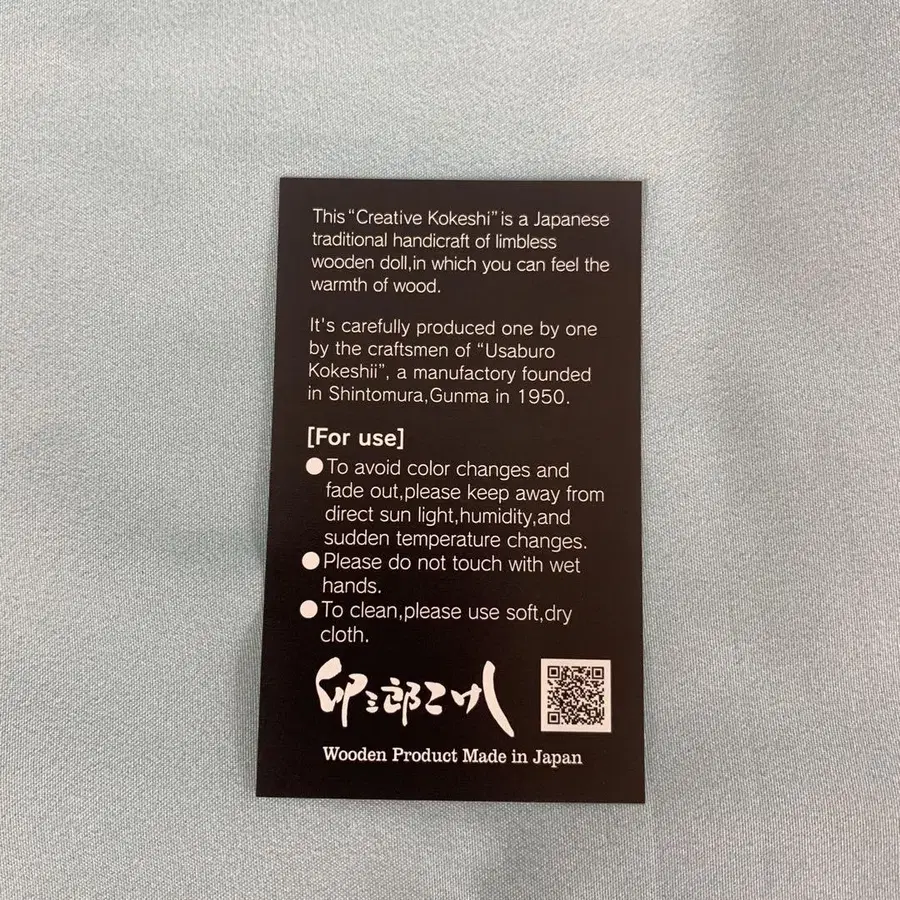 This “Creative Kokeshi” is a Japanese
traditional handicraft of limbless
wooden doll,in which you can feel the
warmth of wood.
It's carefully produced one by one
by the craftsmen of “Usaburo
Kokeshii”, a manufactory founded
in Shintomura,Gunma in 1950.
[For use]
●To avoid color changes and
fade out,please keep away from
direct sun light,humidity,and
sudden temperature changes.
●Please do not touch with wet
hands.
●To clean,please use soft,dry
cloth.
卯三郎こけし
Wooden Product Made in Japan